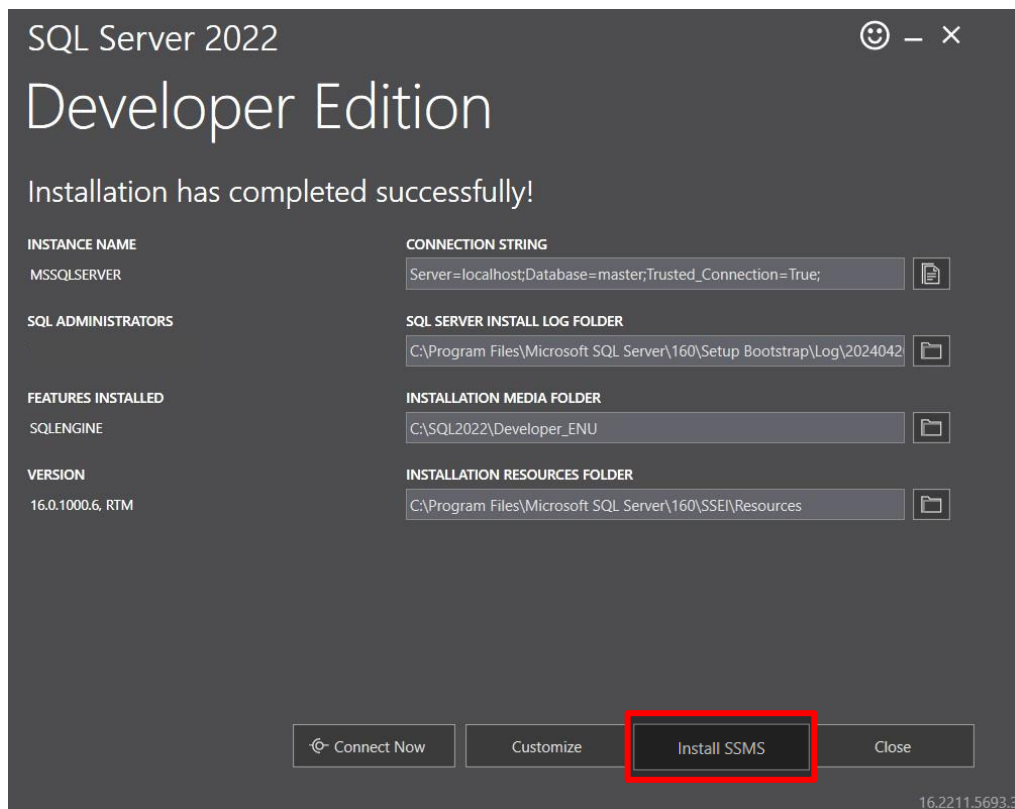 SQL Server 2022
Developer Edition
Installation has completed successfully!
INSTANCE NAME
MSSQLSERVER
CONNECTION STRING
Server=localhost;Database=master;Trusted_Connection=True;
SQL ADMINISTRATORS
SQL SERVER INSTALL LOG FOLDER
C:\Program Files\Microsoft SQL Server\160\Setup Bootstrap\Log\2024042
FEATURES INSTALLED
SQLENGINE
INSTALLATION MEDIA FOLDER
C:\SQL2022\Developer_ENU
VERSION
16.0.1000.6, RTM
INSTALLATION RESOURCES FOLDER
C:\Program Files\Microsoft SQL Server\160\SSEI\Resources
Connect Now
Customize
Install SSMS
Close
16.2211.5693.3